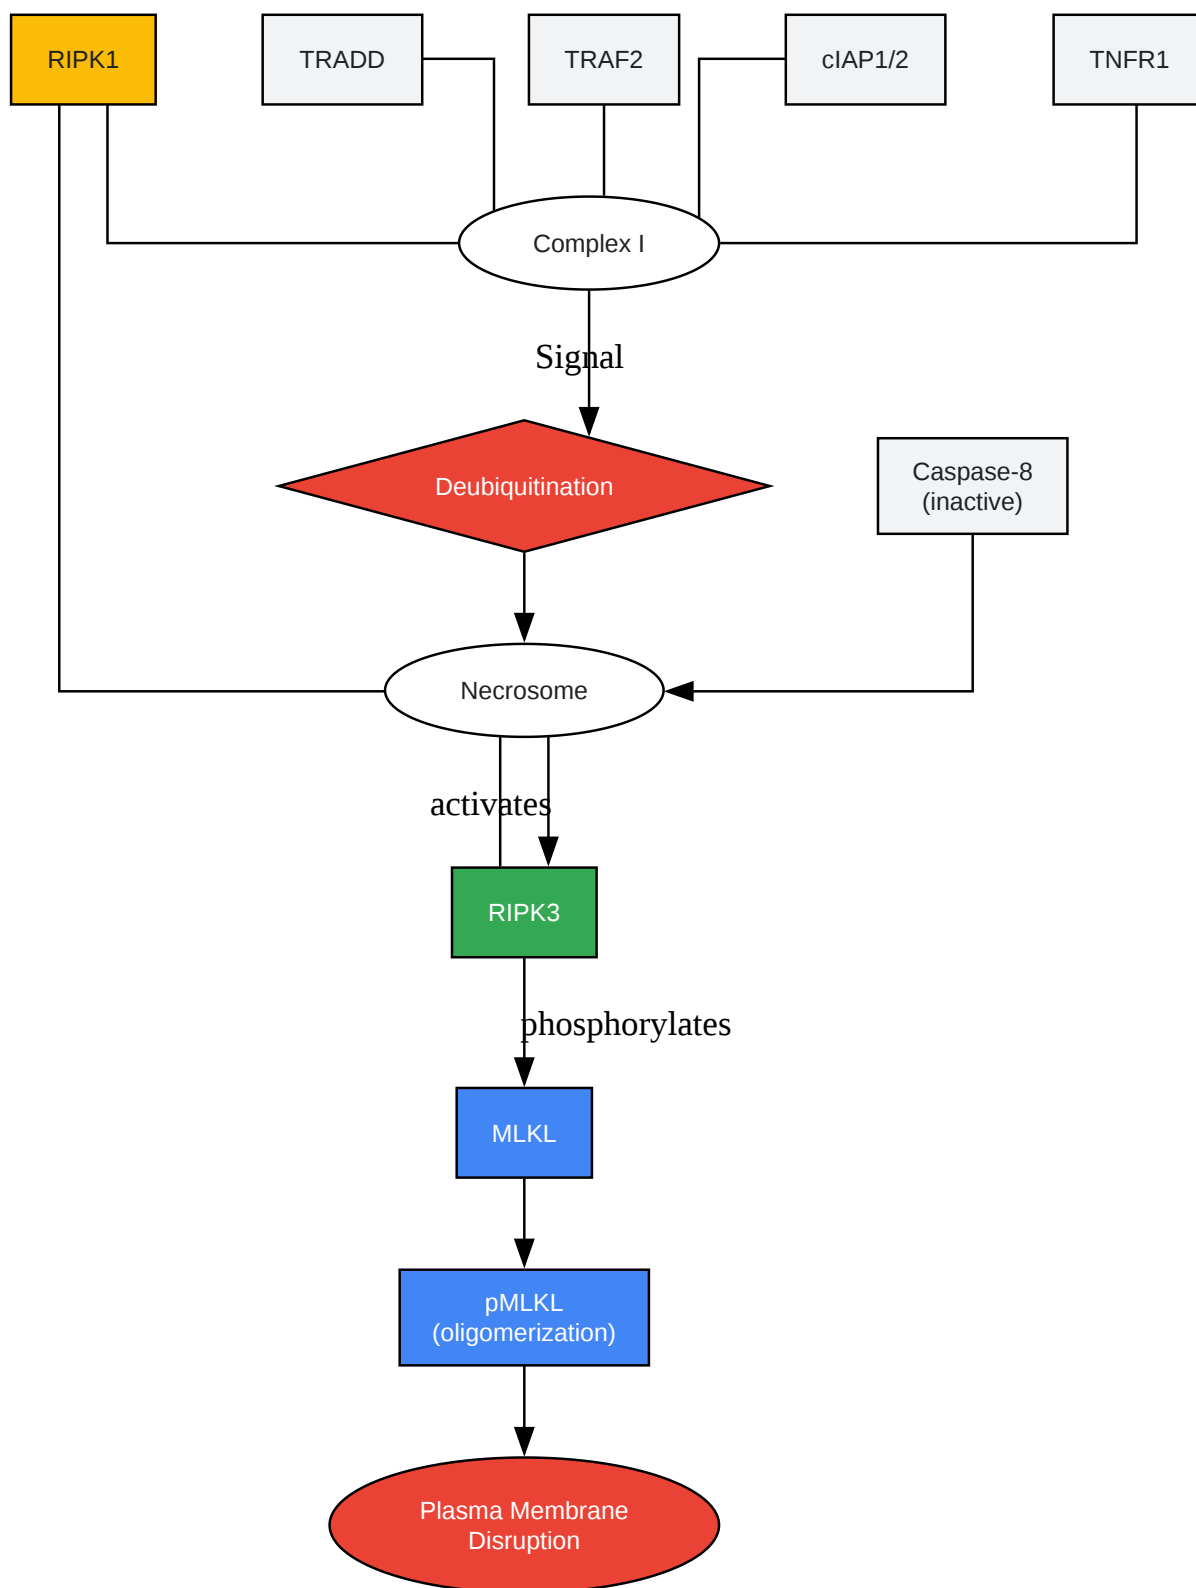 RIPK1
TRADD
TRAF2
cIAP1/2
TNFR1
Complex I
Signal
Deubiquitination
Caspase-8
(inactive)
Necrosome
activates
RIPK3
phosphorylates
MLKL
pMLKL
(oligomerization)
Plasma Membrane
Disruption